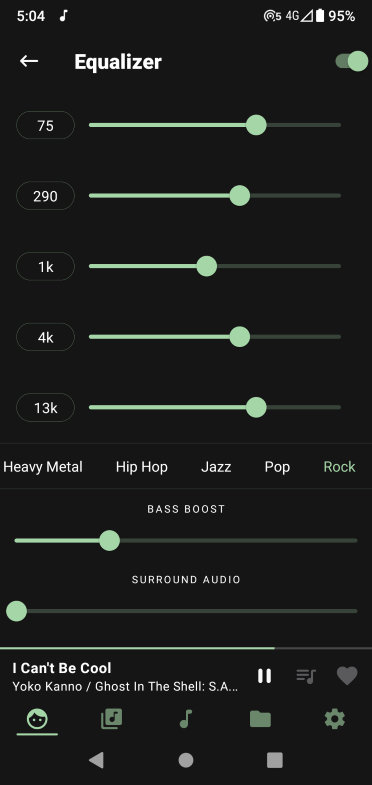 5:04 5 4G 95%
Equalizer
75
290
1k
4k
13k
Heavy Metal Hip Hop Jazz Pop Rock
BASS BOOST
SURROUND AUDIO
I Can't Be Cool
Yoko Kanno / Ghost In The Shell: S.A...